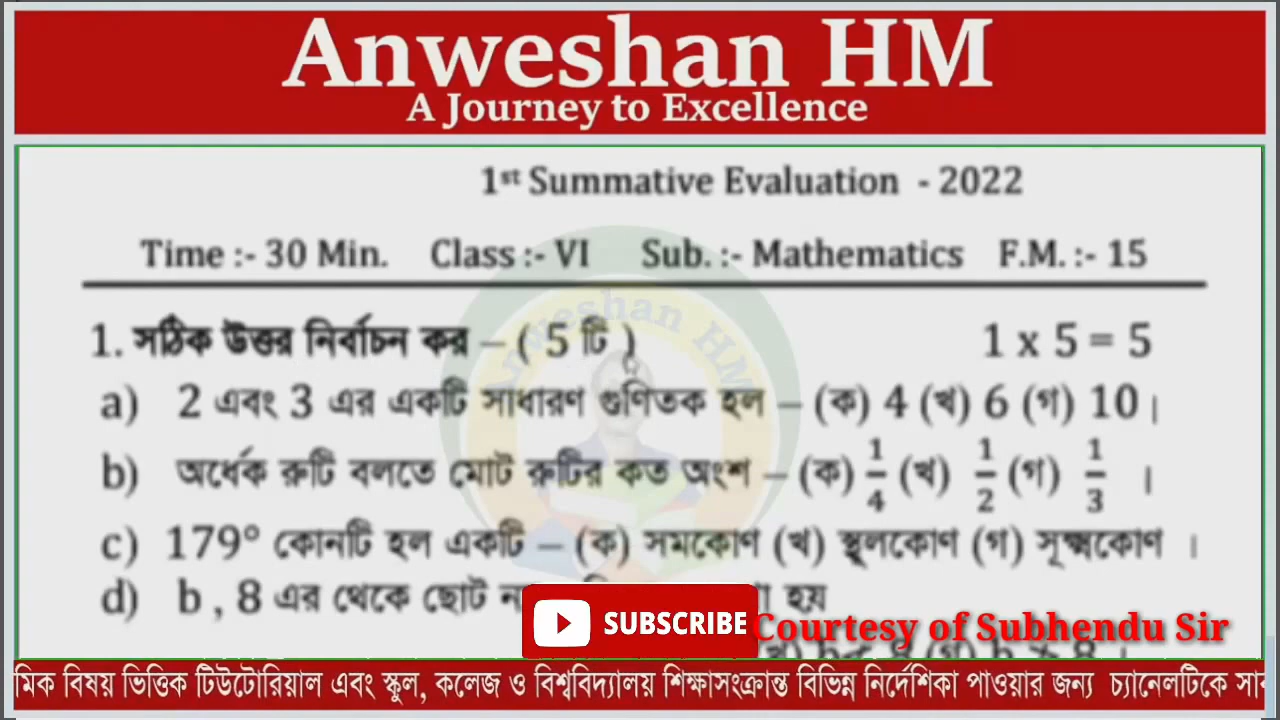 Anweshan HM
A Journey to Excellence
1st Summative Evaluation - 2022
Time :- 30 Min. Class :- VI Sub. :- Mathematics F.M. :- 15
1. সঠিক উত্তর নির্বাচন কর – ( 5 টি ) 1 x 5 = 5
a) 2 এবং 3 এর একটি সাধারণ গুণিতক হল – (ক) 4 (খ) 6 (গ) 10 ।
b) অর্ধেক রুটি বলতে মোট রুটির কত অংশ – (ক) 1/4 (খ) 1/2 (গ) 1/3 ।
c) 179° কোনটি হল একটি – (ক) সমকোণ (খ) স্থূলকোণ (গ) সূক্ষ্মকোণ ।
d) b , 8 এর থেকে ছোট হয়
SUBSCRIBE
Courtesy of Subhendu Sir
বিষয় ভিত্তিক টিউটোরিয়াল এবং স্কুল, কলেজ ও বিশ্ববিদ্যালয় শিক্ষাসংক্রান্ত বিভিন্ন নির্দেশিকা পাওয়ার জন্য চ্যানেলটিকে
Anweshan HM